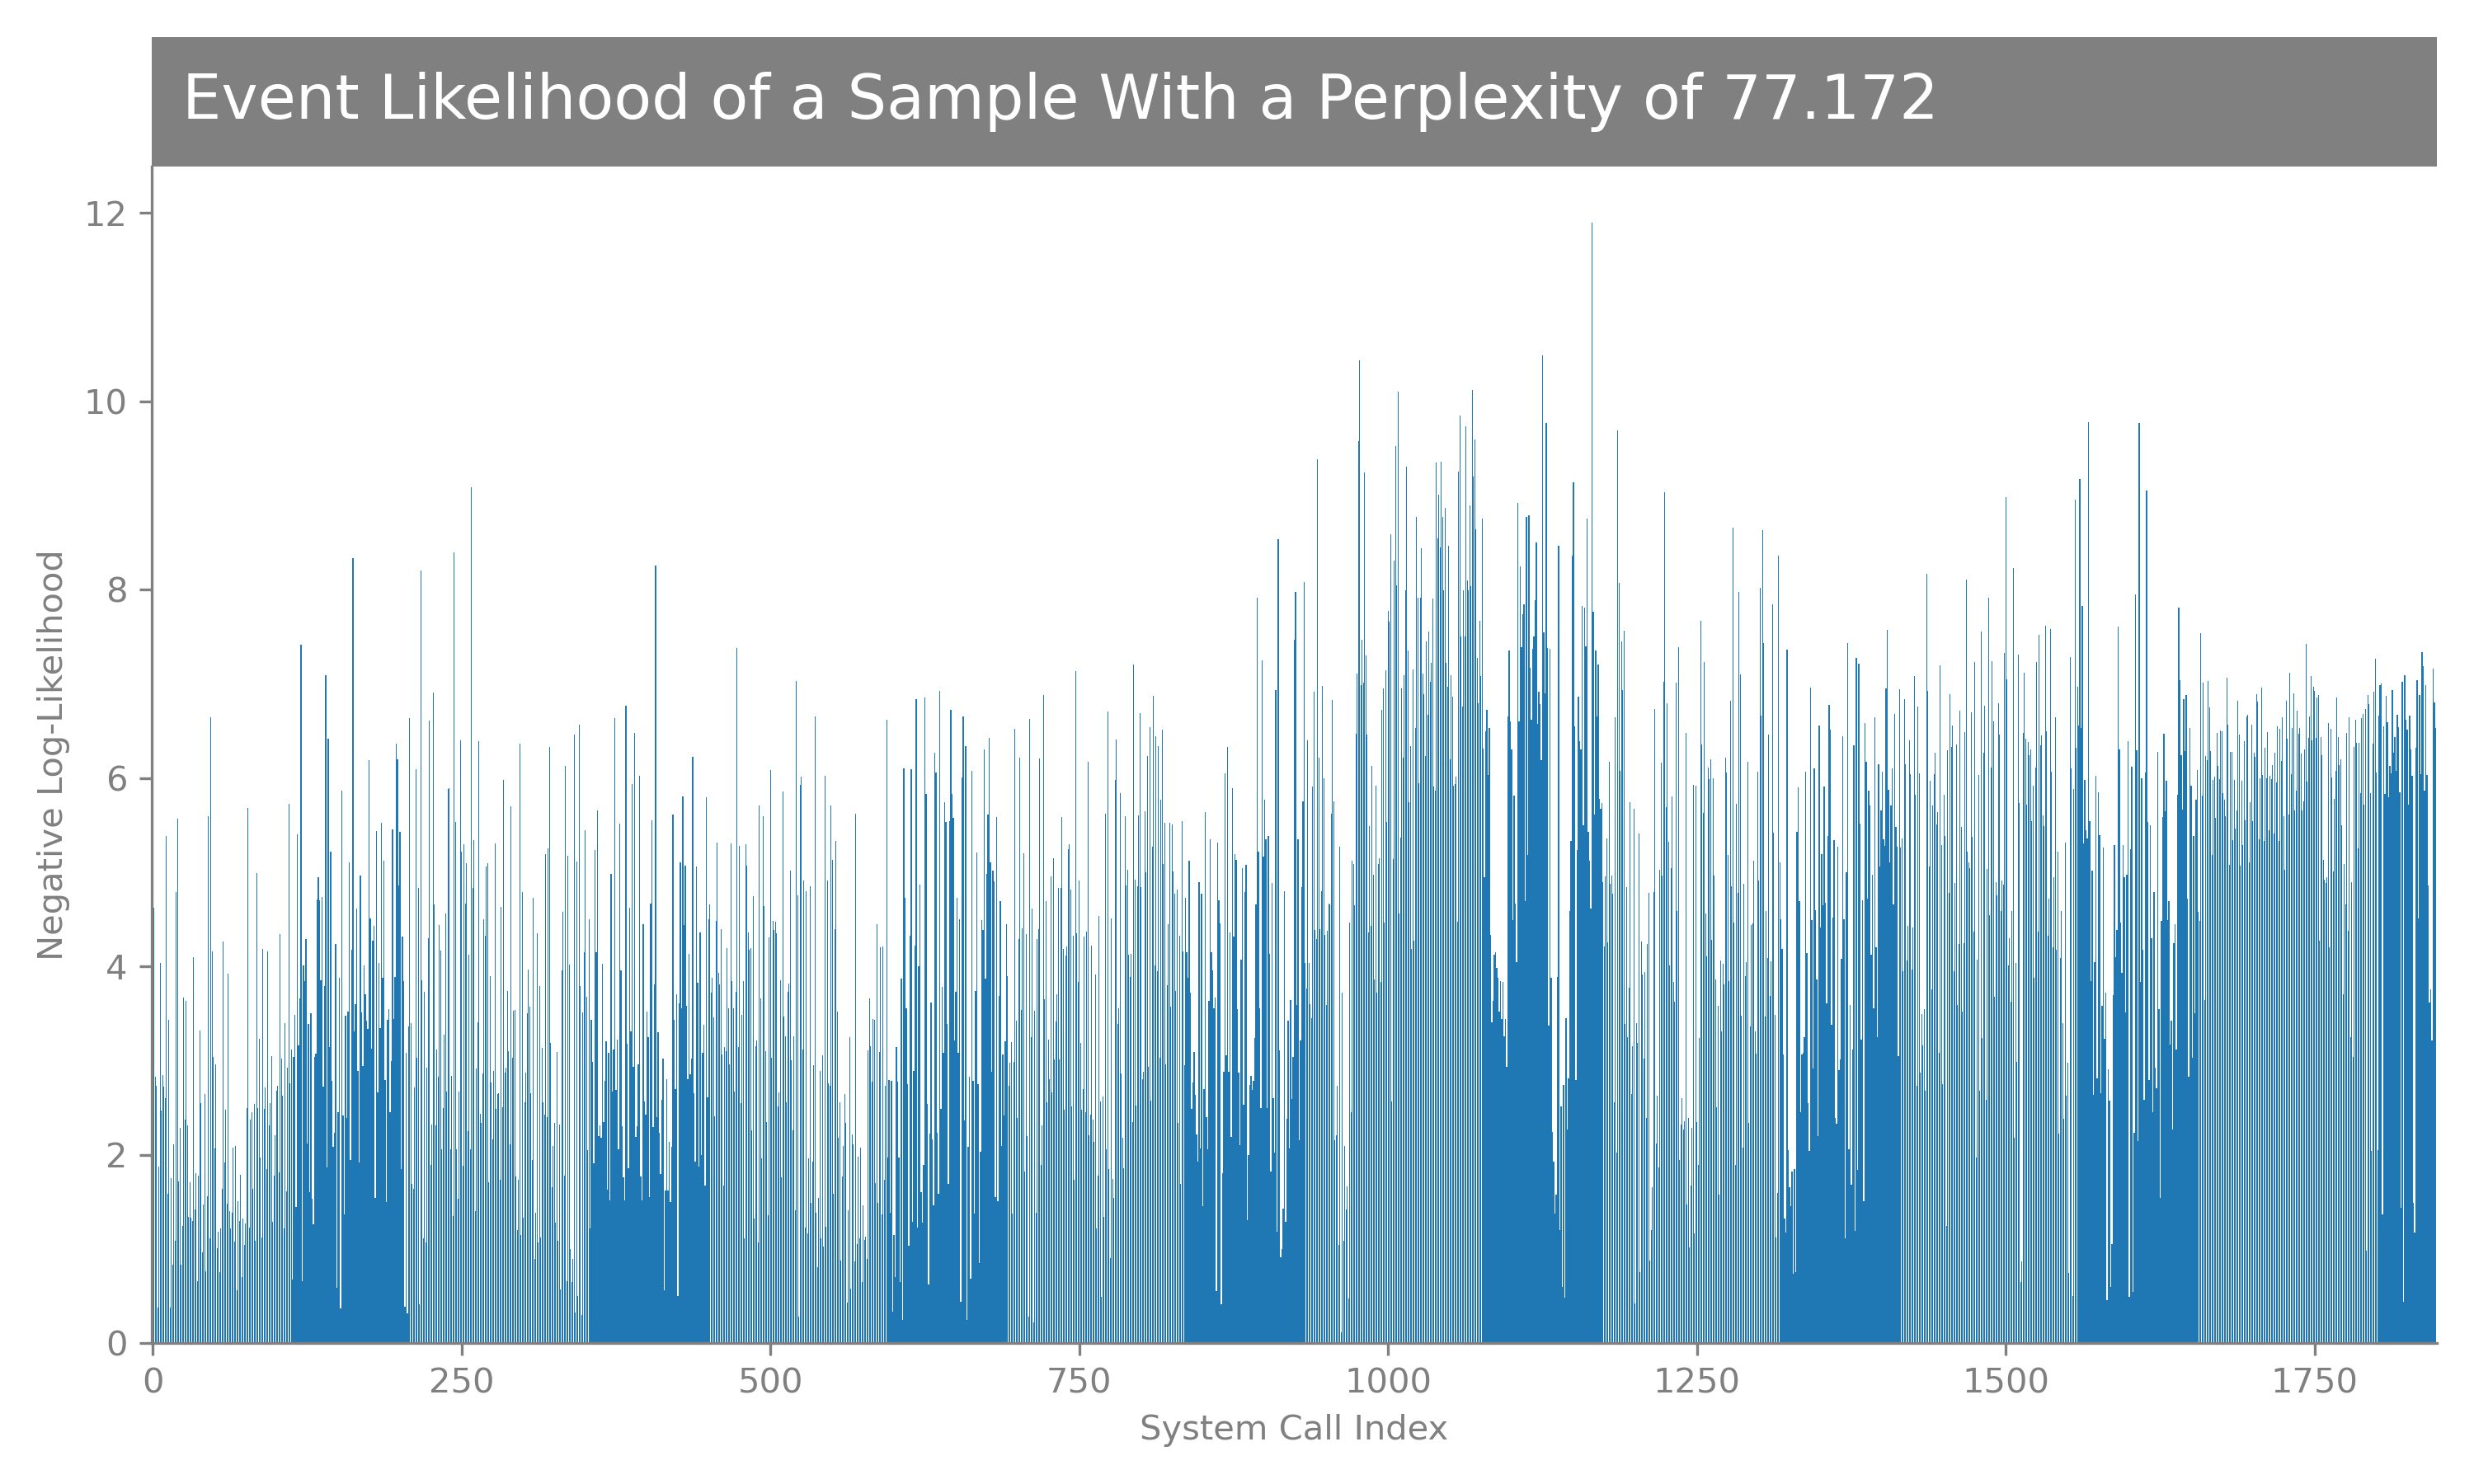 Event Likelihood of a Sample With a Perplexity of 77.172
12
10
8
6
4
2
0
Negative Log-Likelihood
0 250 500 750 1000 1250 1500 1750
System Call Index